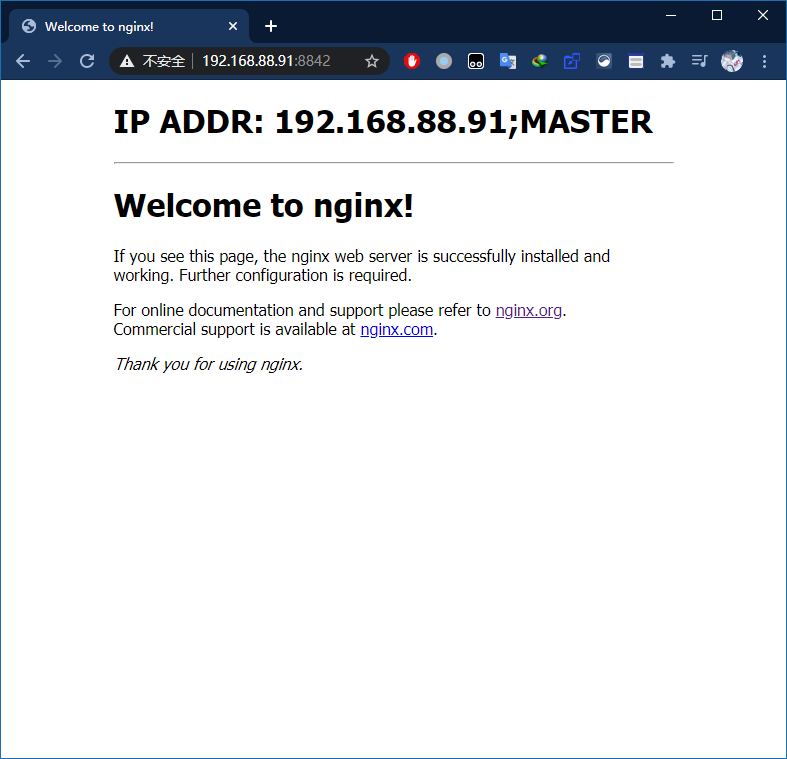 Welcome to nginx!
不安全 192.168.88.91:8842
IP ADDR: 192.168.88.91;MASTER
Welcome to nginx!
If you see this page, the nginx web server is successfully installed and
working. Further configuration is required.
For online documentation and support please refer to nginx.org.
Commercial support is available at nginx.com.
Thank you for using nginx.